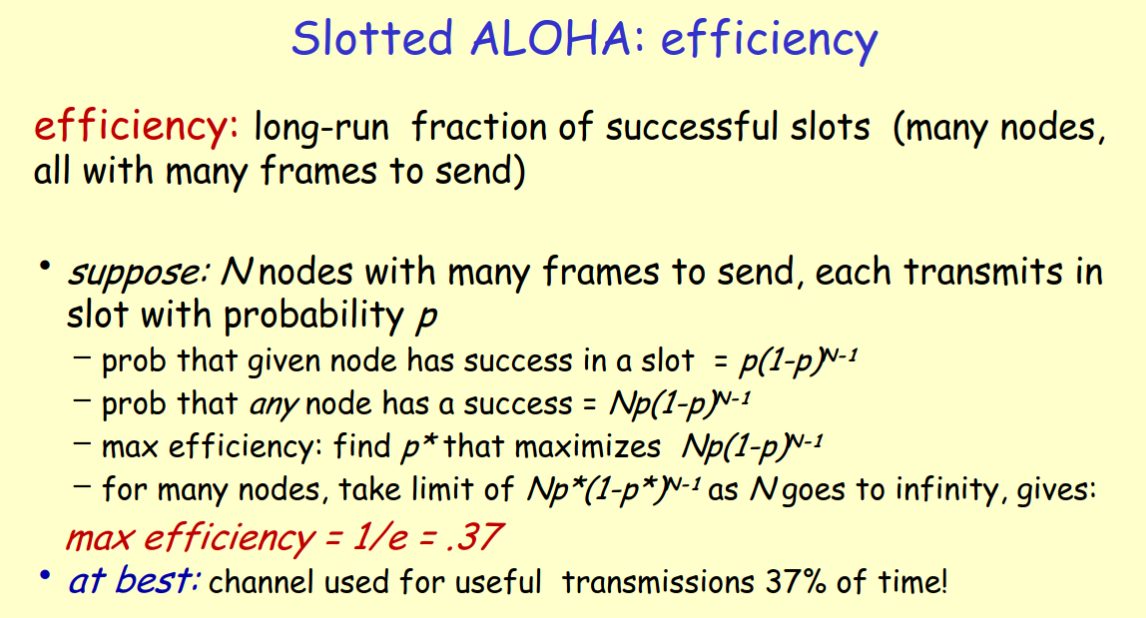 Slotted ALOHA: efficiency
efficiency: long-run fraction of successful slots (many nodes,
all with many frames to send)
• suppose: N nodes with many frames to send, each transmits in
slot with probability p
– prob that given node has success in a slot = p(1-p)ᴺ⁻¹
– prob that any node has a success = Np(1-p)ᴺ⁻¹
– max efficiency: find p* that maximizes Np(1-p)ᴺ⁻¹
– for many nodes, take limit of Np*(1-p*)ᴺ⁻¹ as N goes to infinity, gives:
max efficiency = 1/e = .37
• at best: channel used for useful transmissions 37% of time!